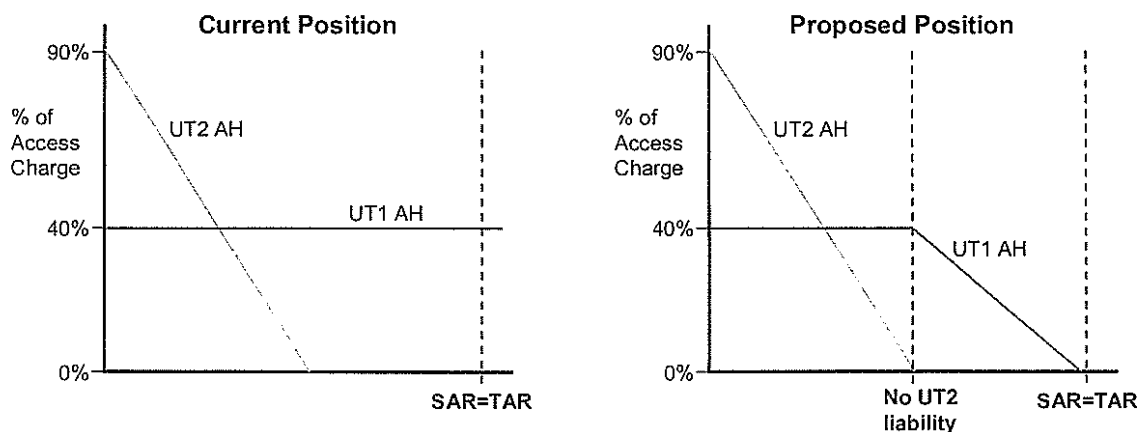 Current Position
90%
% of
Access
Charge
UT2 AH
UT1 AH
40%
0%
SAR=TAR
Proposed Position
90%
% of
Access
Charge
UT2 AH
40%
UT1 AH
0%
No UT2
liability
SAR=TAR